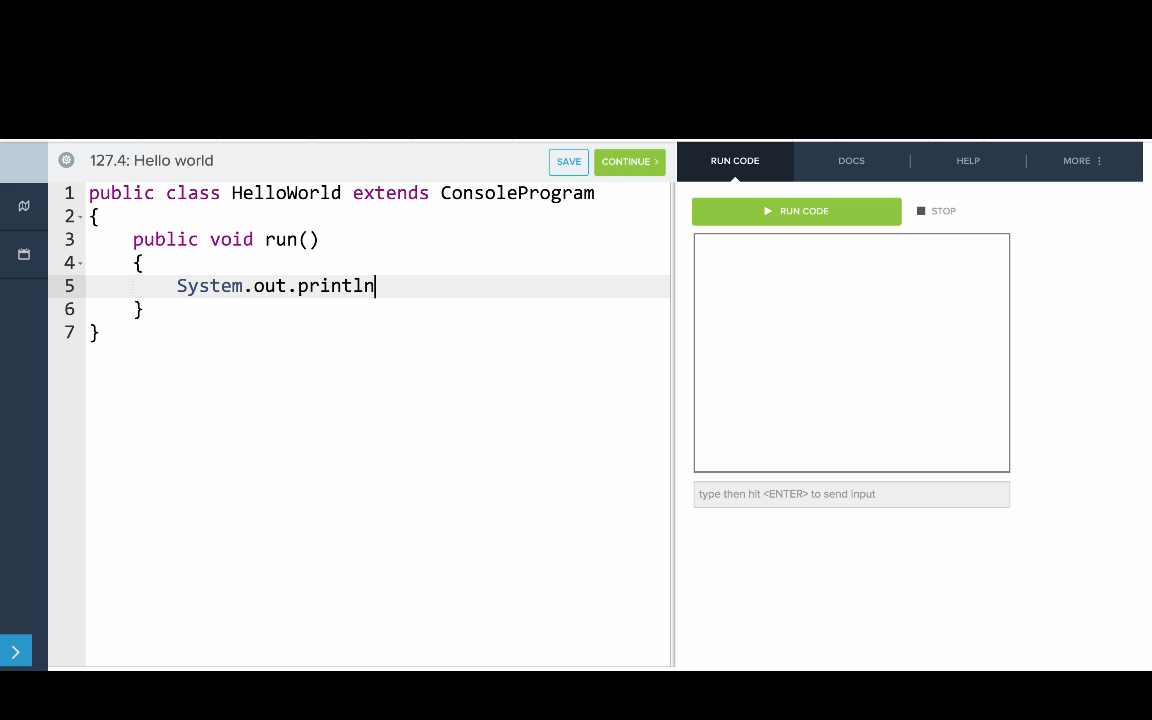 127.4: Hello world
SAVE
CONTINUE >
RUN CODE
DOCS
HELP
MORE
1 public class HelloWorld extends ConsoleProgram
2 {
3     public void run()
4     {
5         System.out.println
6     }
7 }
RUN CODE
STOP
type then hit <ENTER> to send input